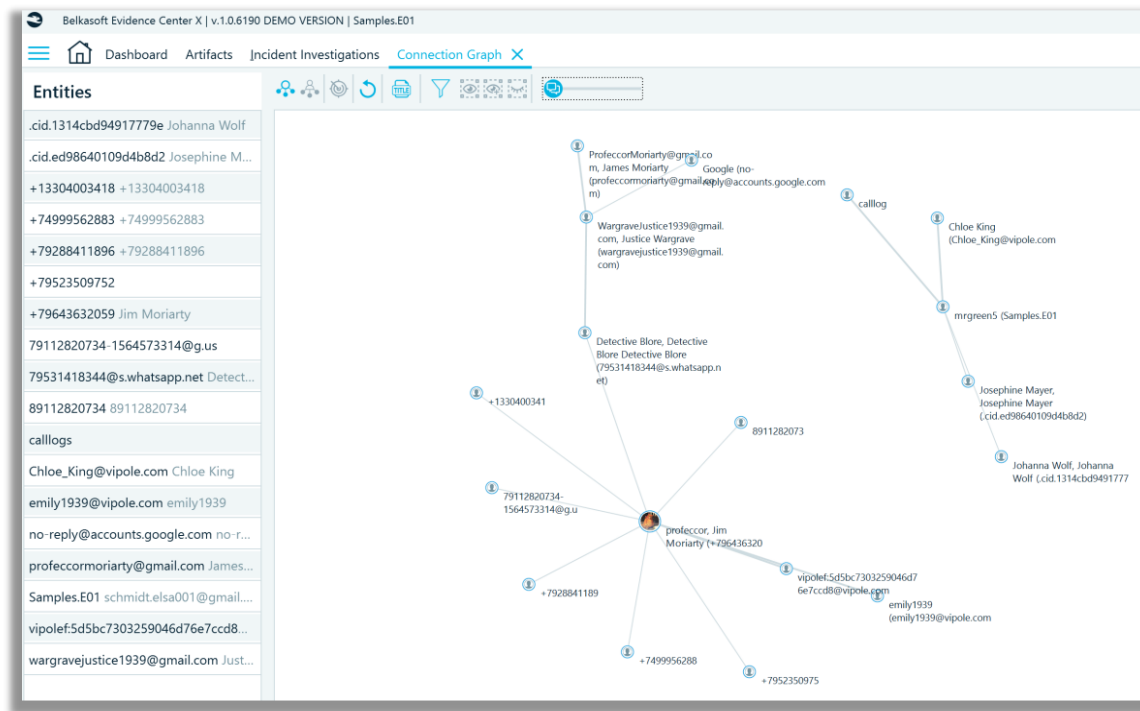 Belkasoft Evidence Center X | v.1.0.6190 DEMO VERSION | Samples.E01
Dashboard Artifacts Incident Investigations Connection Graph
Entities
TITLE
.cid.1314cbd94917779e Johanna Wolf
.cid.ed98640109d4b8d2 Josephine M...
+13304003418 +13304003418
+74999562883 +74999562883
+79288411896 +79288411896
+79523509752
+79643632059 Jim Moriarty
79112820734-1564573314@g.us
79531418344@s.whatsapp.net Detect...
89112820734 89112820734
calllogs
Chloe_King@vipole.com Chloe King
emily1939@vipole.com emily1939
no-reply@accounts.google.com no-r...
profeccormoriarty@gmail.com James...
Samples.E01 schmidt.elsa001@gmail....
vipolef:5d5bc7303259046d76e7ccd8...
wargravejustice1939@gmail.com Just...
ProfeccorMoriarty@gmail.co
m, James Moriarty
(profeccormoriarty@gmail.co
m)
Google (no-
reply@accounts.google.com
calllog
Chloe King
(Chloe_King@vipole.com
WargraveJustice1939@gmail.
com, Justice Wargrave
(wargravejustice1939@gmail.
com)
mrgreen5 (Samples.E01
Detective Blore, Detective
Blore Detective Blore
(79531418344@s.whatsapp.n
et)
Josephine Mayer,
Josephine Mayer
(.cid.ed98640109d4b8d2)
+1330400341
8911282073
Johanna Wolf, Johanna
Wolf (.cid.1314cbd9491777
79112820734-
1564573314@g.u
profeccor, Jim
Moriarty (+796436320
vipolef:5d5bc7303259046d7
6e7ccd8@vipole.com
+7928841189
emily1939
(emily1939@vipole.com
+7499956288
+7952350975